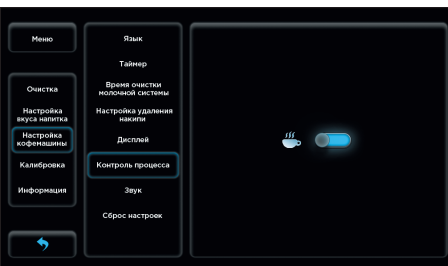 Меню
Очистка
Настройка
вкуса напитка
Настройка
кофемашины
Калибровка
Информация
Язык
Таймер
Время очистки
молочной системы
Настройка удаления
накипи
Дисплей
Контроль процесса
Звук
Сброс настроек